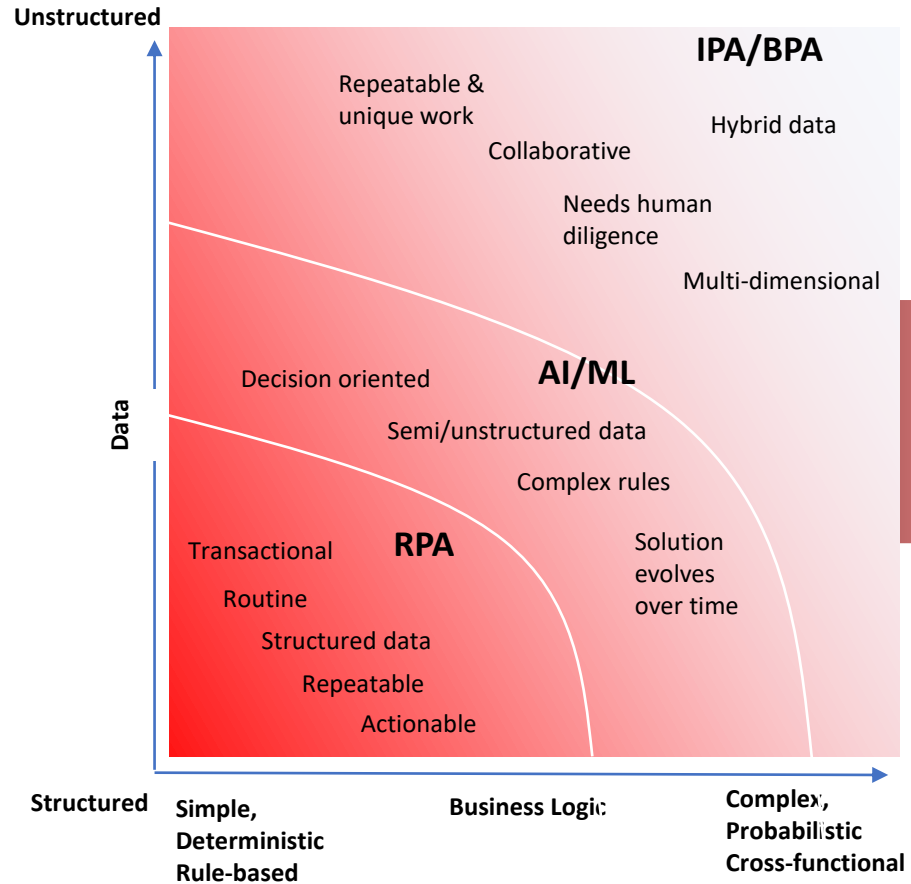 Unstructured
IPA/BPA
Repeatable &
unique work
Hybrid data
Collaborative
Needs human
diligence
Multi-dimensional
AI/ML
Decision oriented
Semi/unstructured data
Complex rules
Solution
evolves
over time
Data
RPA
Transactional
Routine
Structured data
Repeatable
Actionable
Structured
Simple,
Deterministic
Rule-based
Business Logic
Complex,
Probabilistic
Cross-functional